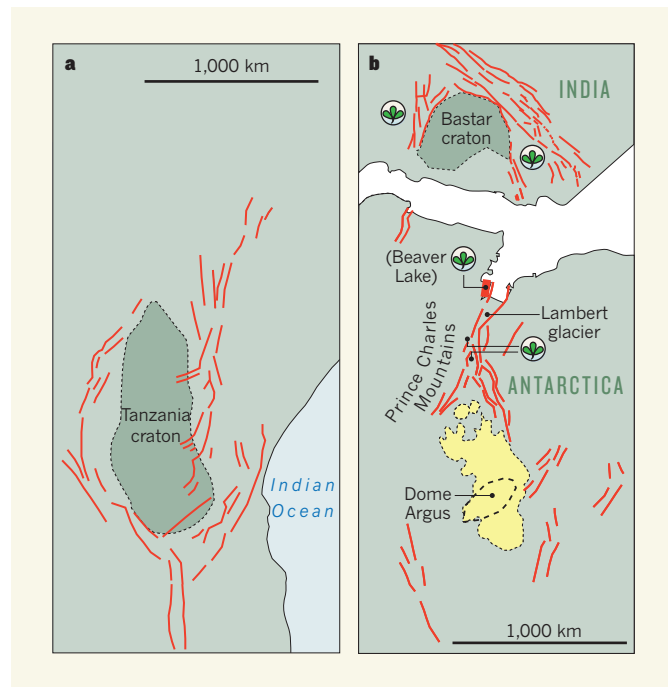 a
1,000 km
Tanzania
craton
Indian
Ocean
b
INDIA
Bastar
craton
(Beaver
Lake)
Lambert
glacier
Prince Charles
Mountains
ANTARCTICA
Dome
Argus
1,000 km